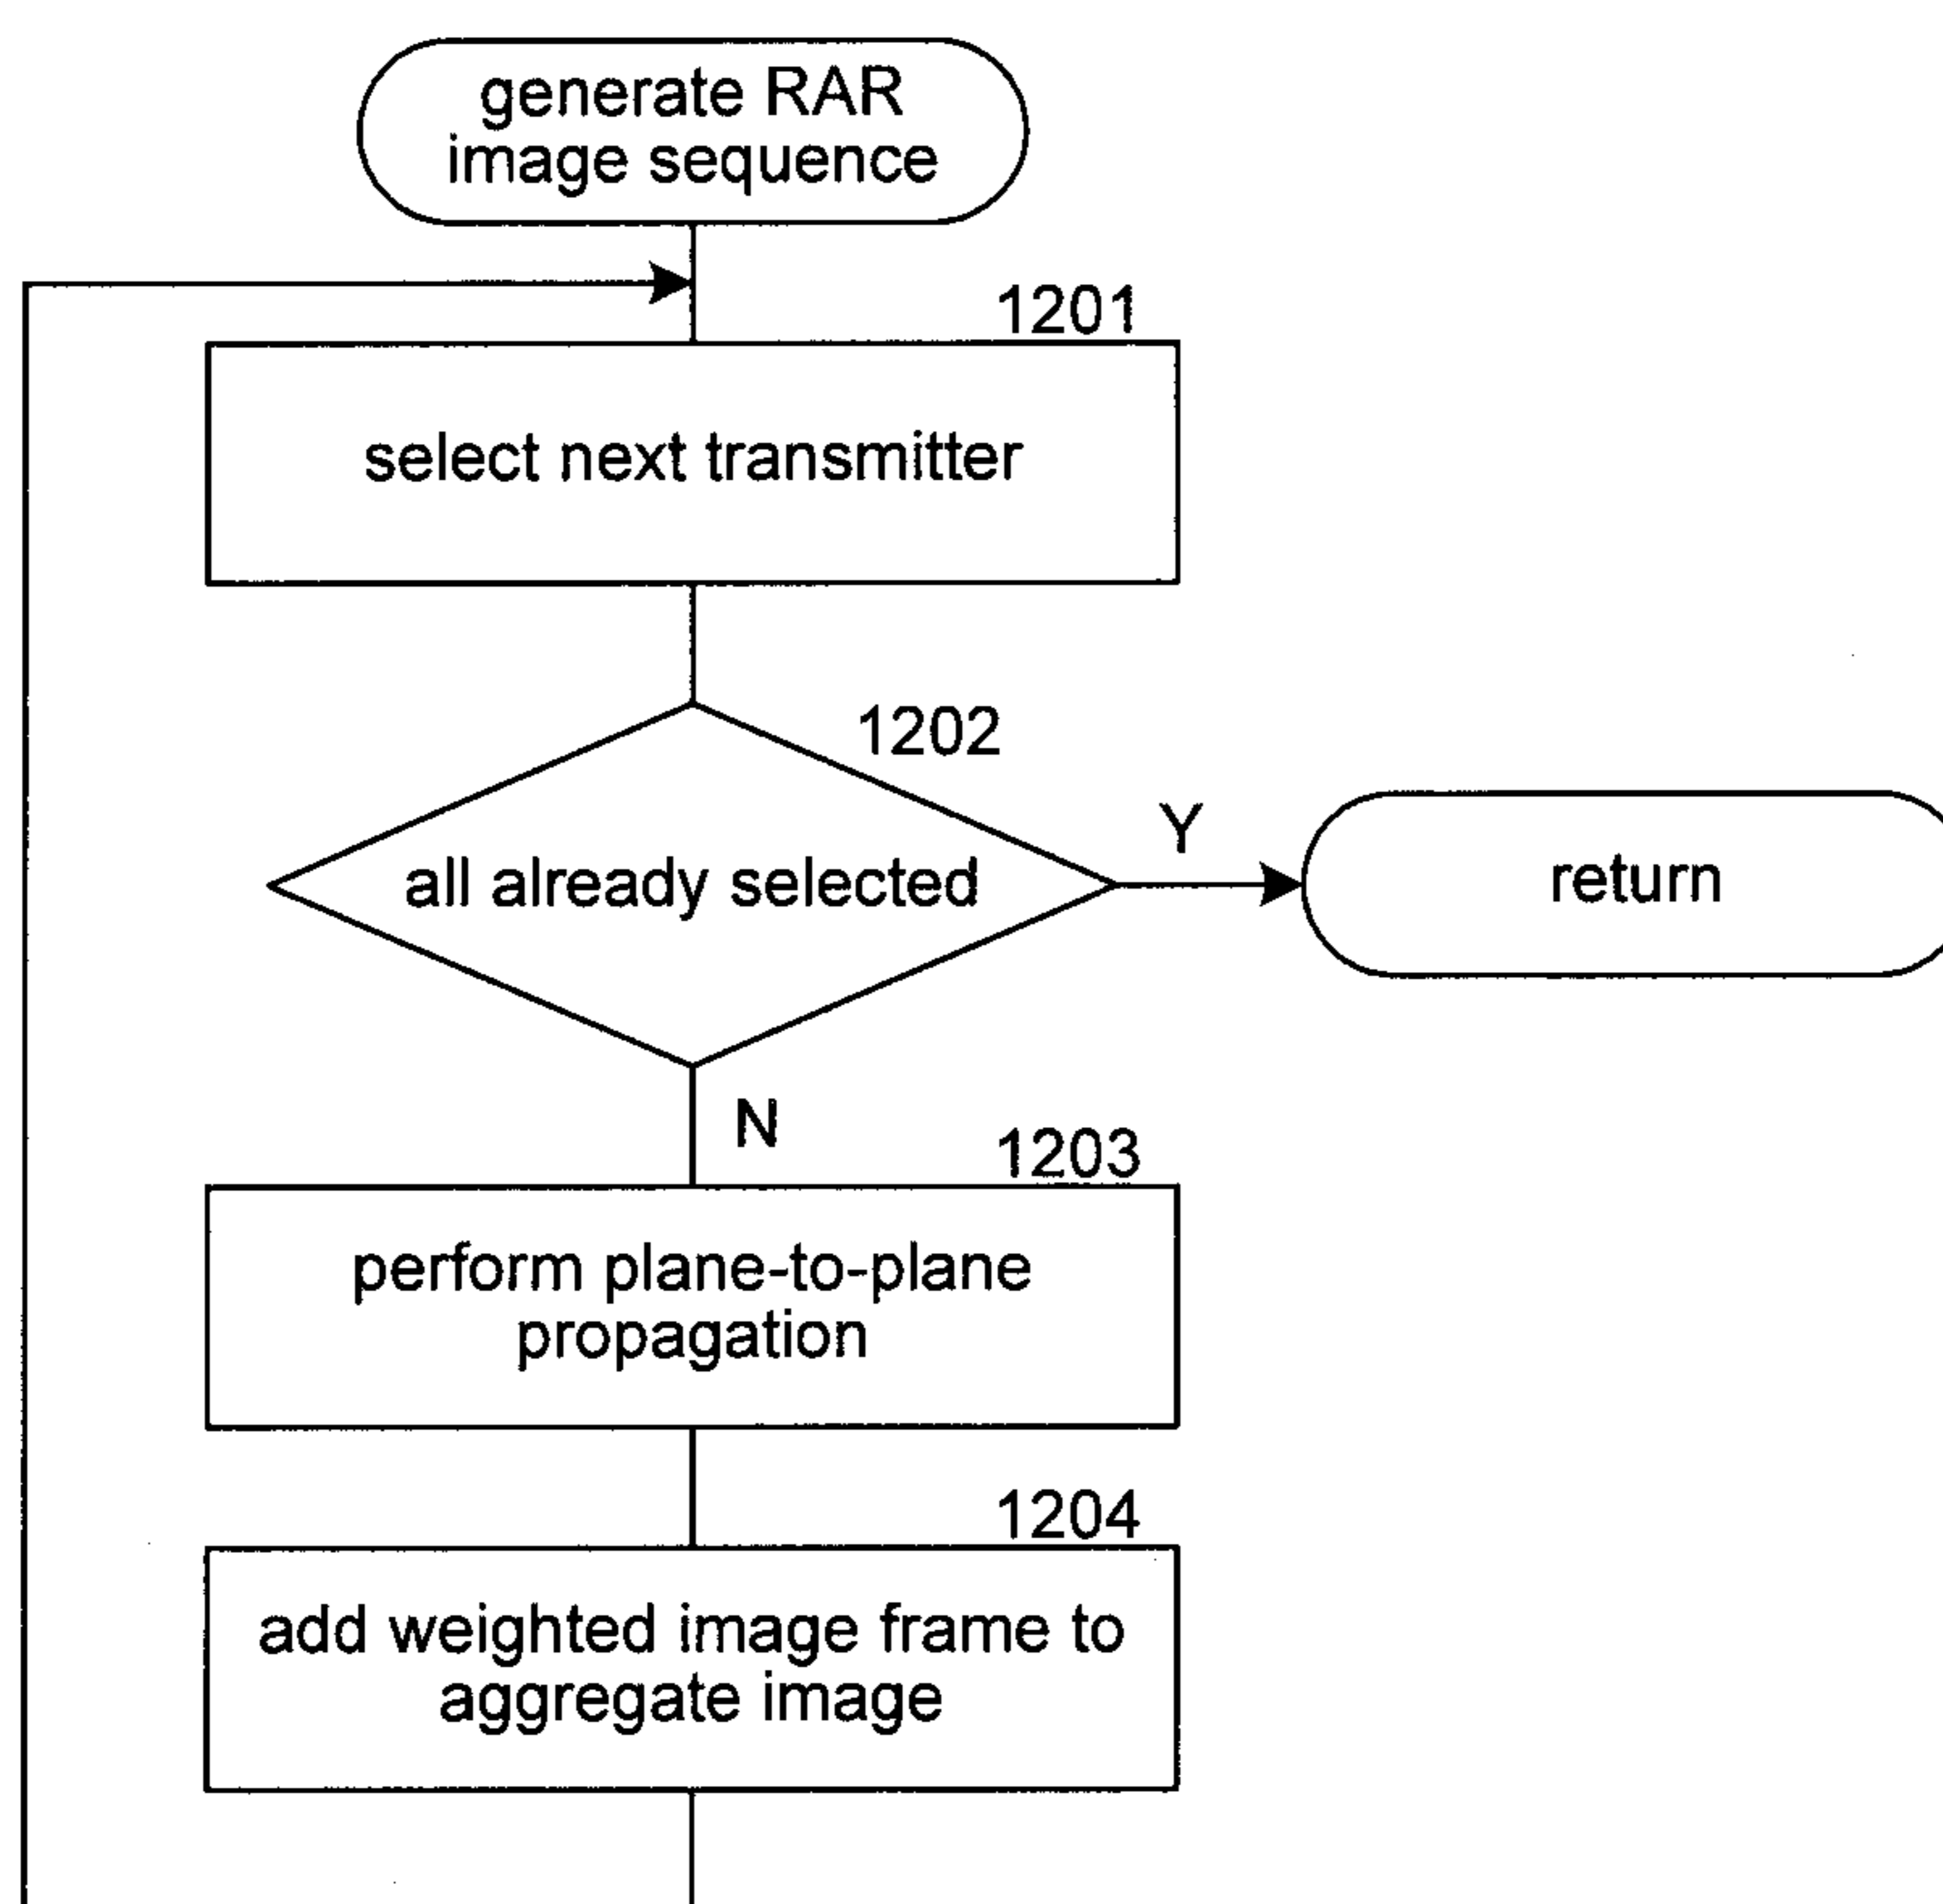 generate RAR
image sequence
1201
select next transmitter
1202
all already selected
Y
return
N
1203
perform plane-to-plane
propagation
1204
add weighted image frame to
aggregate image